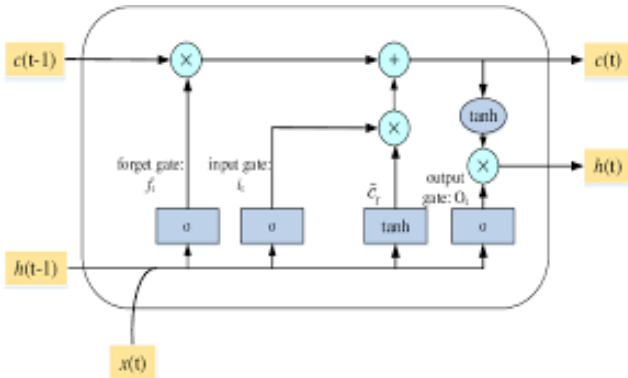 c(t-1)
×
+
c(t)
tanh
×
×
h(t)
forget gate:
f_t
input gate:
i_t
c̃_t
output
gate: O_t
σ
σ
tanh
σ
h(t-1)
x(t)